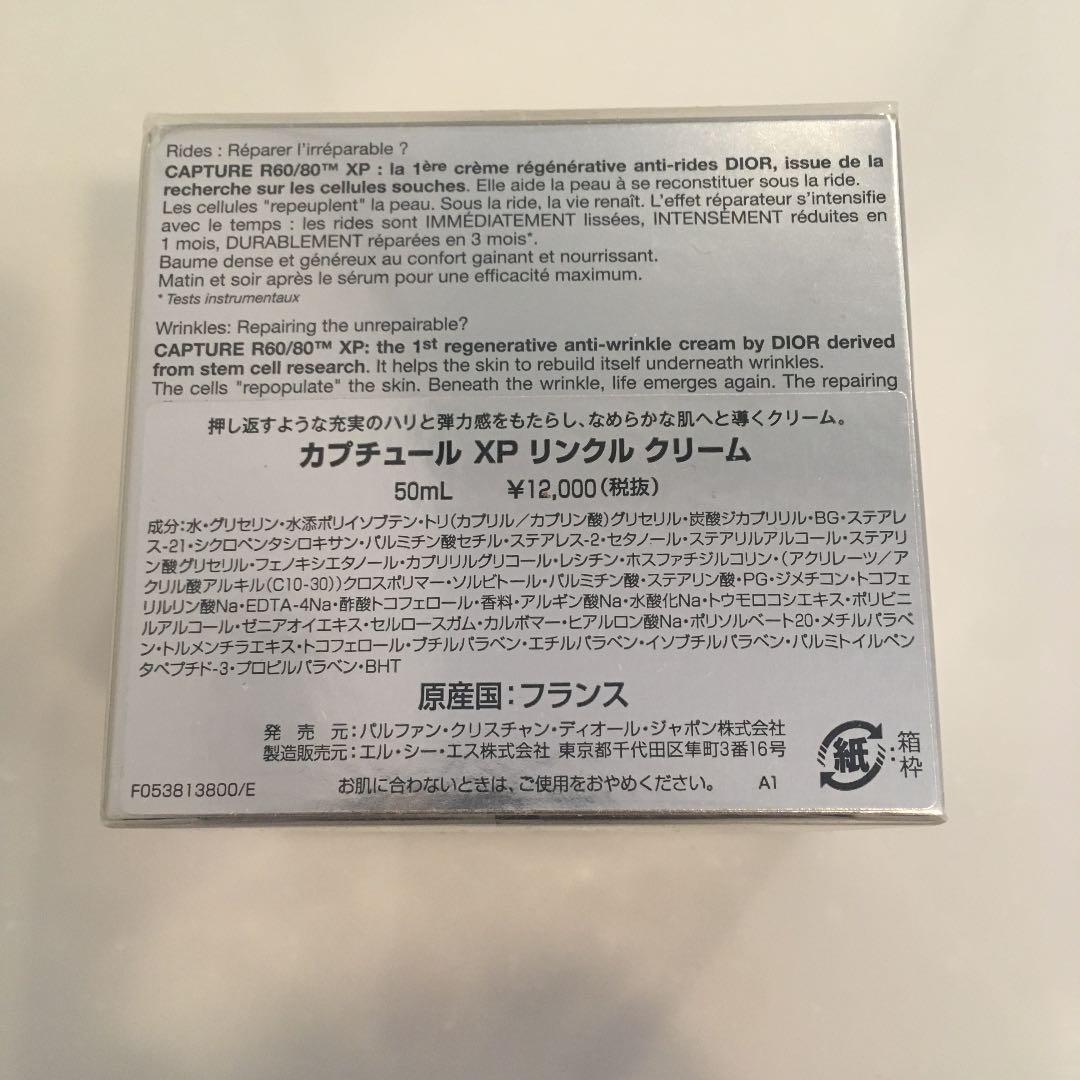 Rides : Réparer l'irréparable ?
CAPTURE R60/80™ XP : la 1ère crème régénérative anti-rides DIOR, issue de la
recherche sur les cellules souches. Elle aide la peau à se reconstituer sous la ride.
Les cellules "repeuplent" la peau. Sous la ride, la vie renaît. L'effet réparateur s'intensifie
avec le temps : les rides sont IMMÉDIATEMENT lissées, INTENSÉMENT réduites en
1 mois, DURABLEMENT réparées en 3 mois*.
Baume dense et généreux au confort gainant et nourrissant.
Matin et soir après le sérum pour une efficacité maximum.
* Tests instrumentaux
Wrinkles: Repairing the unrepairable?
CAPTURE R60/80™ XP: the 1st regenerative anti-wrinkle cream by DIOR derived
from stem cell research. It helps the skin to rebuild itself underneath wrinkles.
The cells "repopulate" the skin. Beneath the wrinkle, life emerges again. The repairing
押し返すような充実のハリと弾力感をもたらし、なめらかな肌へと導くクリーム。
カプチュール XP リンクル クリーム
50mL ¥12,000(税抜)
成分:水・グリセリン・水添ポリイソブテン・トリ(カプリル/カプリン酸)グリセリル・炭酸ジカプリリル・BG・ステアレ
ス-21・シクロペンタシロキサン・パルミチン酸セチル・ステアレス-2・セタノール・ステアリルアルコール・ステアリ
ン酸グリセリル・フェノキシエタノール・カプリリルグリコール・レシチン・ホスファチジルコリン・(アクリレーツ/ア
クリル酸アルキル(C10-30))クロスポリマー・ソルビトール・パルミチン酸・ステアリン酸・PG・ジメチコン・トコフェ
リルリン酸Na・EDTA-4Na・酢酸トコフェロール・香料・アルギン酸Na・水酸化Na・トウモロコシエキス・ポリビニ
ルアルコール・ゼニアオイエキス・セルロースガム・カルボマー・ヒアルロン酸Na・ポリソルベート20・メチルパラベ
ン・トルメンチラエキス・トコフェロール・ブチルパラベン・エチルパラベン・イソブチルパラベン・パルミトイルペン
タペプチド-3・プロピルパラベン・BHT
原産国:フランス
発 売 元:パルファン・クリスチャン・ディオール・ジャポン株式会社
製造販売元:エル・シー・エス株式会社 東京都千代田区隼町3番16号
紙:箱
枠
お肌に合わないときは、ご使用をおやめください。 A1
F053813800/E